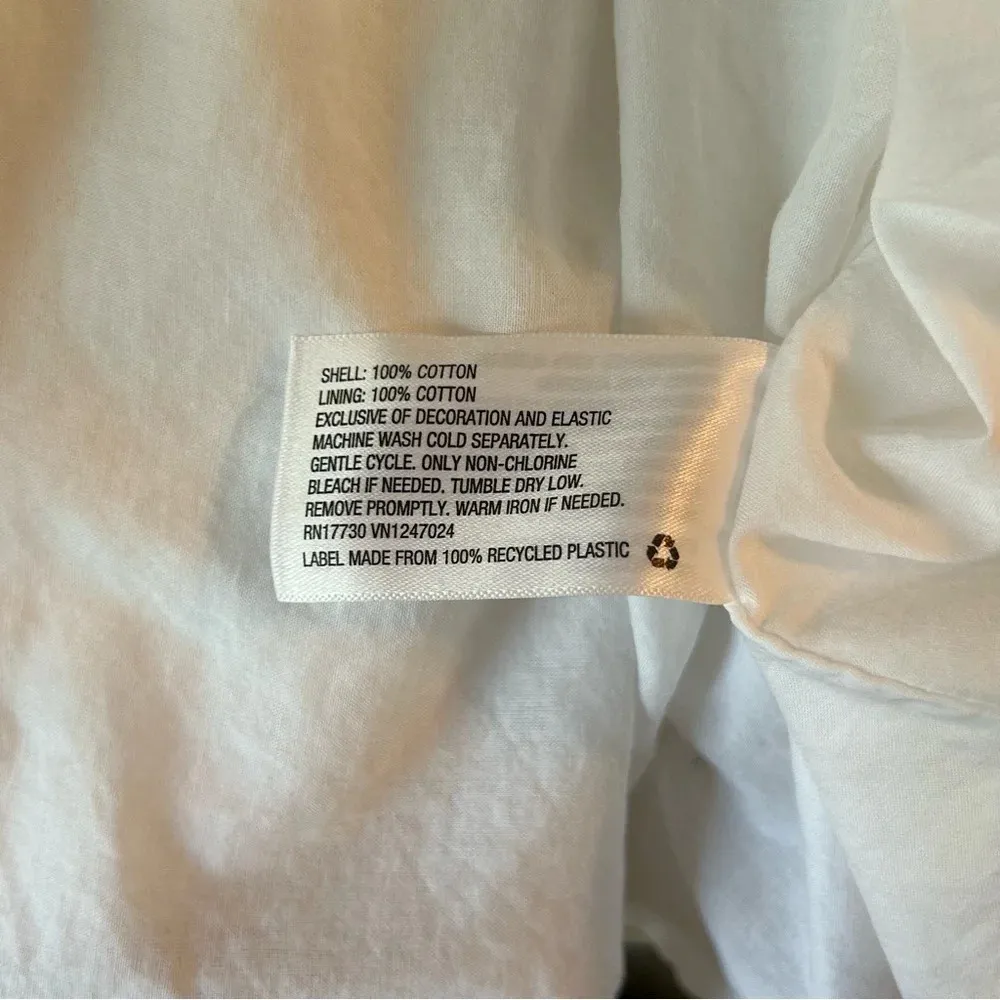 SHELL: 100% COTTON
LINING: 100% COTTON
EXCLUSIVE OF DECORATION AND ELASTIC
MACHINE WASH COLD SEPARATELY.
GENTLE CYCLE. ONLY NON-CHLORINE
BLEACH IF NEEDED. TUMBLE DRY LOW.
REMOVE PROMPTLY. WARM IRON IF NEEDED.
RN17730 VN1247024
LABEL MADE FROM 100% RECYCLED PLASTIC